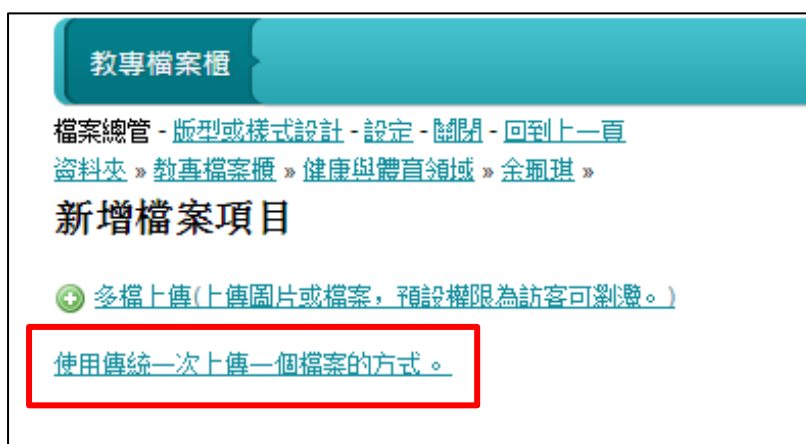 教專檔案櫃
檔案總管 - 版型或樣式設計 - 設定 - 關閉 - 回到上一頁
資料夾 » 教專檔案櫃 » 健康與體育領域 » 余珮琪 »
新增檔案項目
多檔上傳(上傳圖片或檔案，預設權限為訪客可瀏灠。)
使用傳統一次上傳一個檔案的方式。